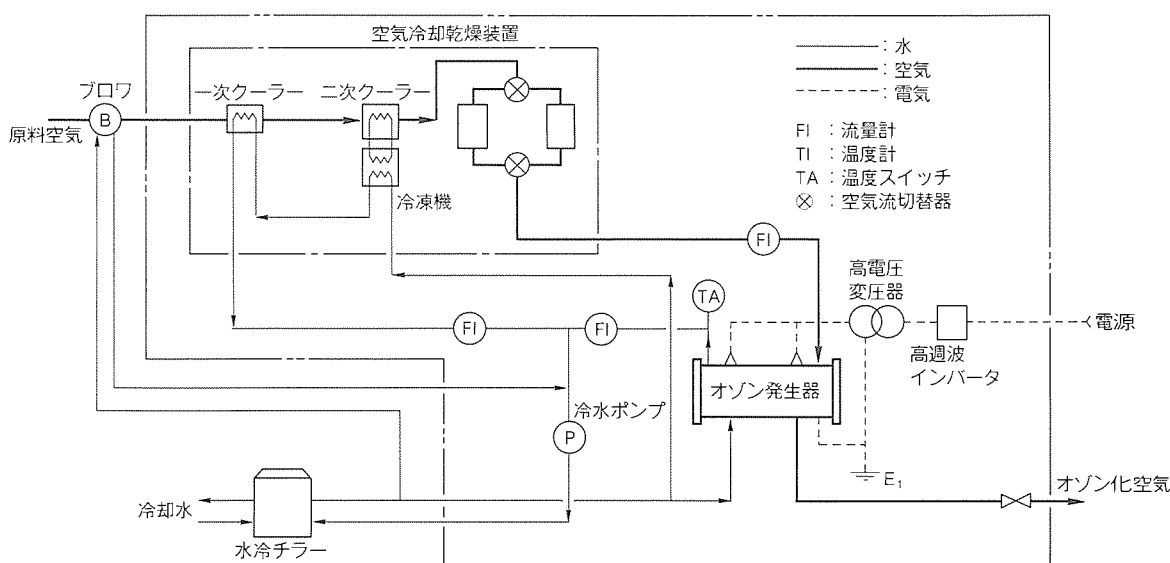 空気冷却乾燥装置
ブロワ
B
原料空気
一次クーラー
二次クーラー
冷凍機
:水
:空気
:電気
FI:流量計
TI:温度計
TA:温度スイッチ
⊗:空気流切替器
FI
TA
FI
FI
高電圧
変圧器
電源
高週波
インバータ
オゾン発生器
冷水ポンプ
P
E₁
冷却水
水冷チラー
オゾン化空気